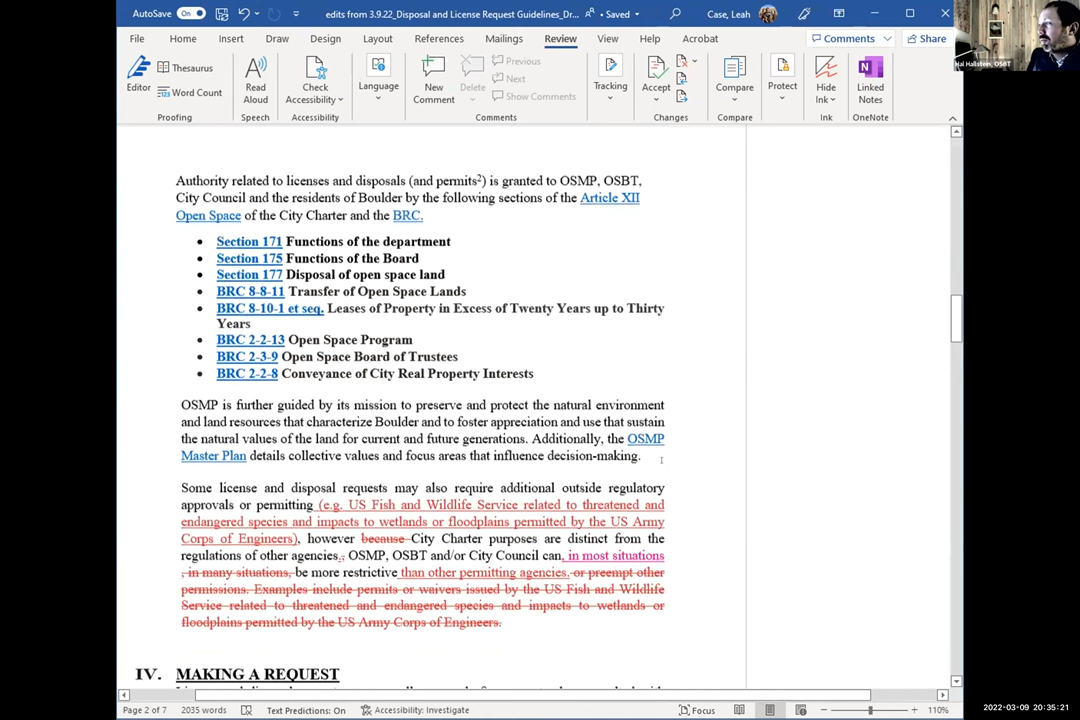 AutoSave On edits from 3.9.22_Disposal and License Request Guidelines_Dr... • Saved Case, Leah
File Home Insert Draw Design Layout References Mailings Review View Help Acrobat Comments Share
Editor Thesaurus Word Count Read Aloud Check Accessibility Language New Comment Delete Previous Next Show Comments Tracking Accept Compare Protect Hide Ink Linked Notes
Proofing Speech Accessibility Comments Changes Compare Ink OneNote
Hal Hallstein, OSBT
Authority related to licenses and disposals (and permits2) is granted to OSMP, OSBT,
City Council and the residents of Boulder by the following sections of the Article XII
Open Space of the City Charter and the BRC.
• Section 171 Functions of the department
• Section 175 Functions of the Board
• Section 177 Disposal of open space land
• BRC 8-8-11 Transfer of Open Space Lands
• BRC 8-10-1 et seq. Leases of Property in Excess of Twenty Years up to Thirty
Years
• BRC 2-2-13 Open Space Program
• BRC 2-3-9 Open Space Board of Trustees
• BRC 2-2-8 Conveyance of City Real Property Interests
OSMP is further guided by its mission to preserve and protect the natural environment
and land resources that characterize Boulder and to foster appreciation and use that sustain
the natural values of the land for current and future generations. Additionally, the OSMP
Master Plan details collective values and focus areas that influence decision-making.
Some license and disposal requests may also require additional outside regulatory
approvals or permitting (e.g. US Fish and Wildlife Service related to threatened and
endangered species and impacts to wetlands or floodplains permitted by the US Army
Corps of Engineers), however because City Charter purposes are distinct from the
regulations of other agencies., OSMP, OSBT and/or City Council can, in most situations
, in many situations, be more restrictive than other permitting agencies. or preempt other
permissions. Examples include permits or waivers issued by the US Fish and Wildlife
Service related to threatened and endangered species and impacts to wetlands or
floodplains permitted by the US Army Corps of Engineers.
IV. MAKING A REQUEST
Page 2 of 7 2035 words Text Predictions: On Accessibility: Investigate Focus 110%
2022-03-09 20:35:21